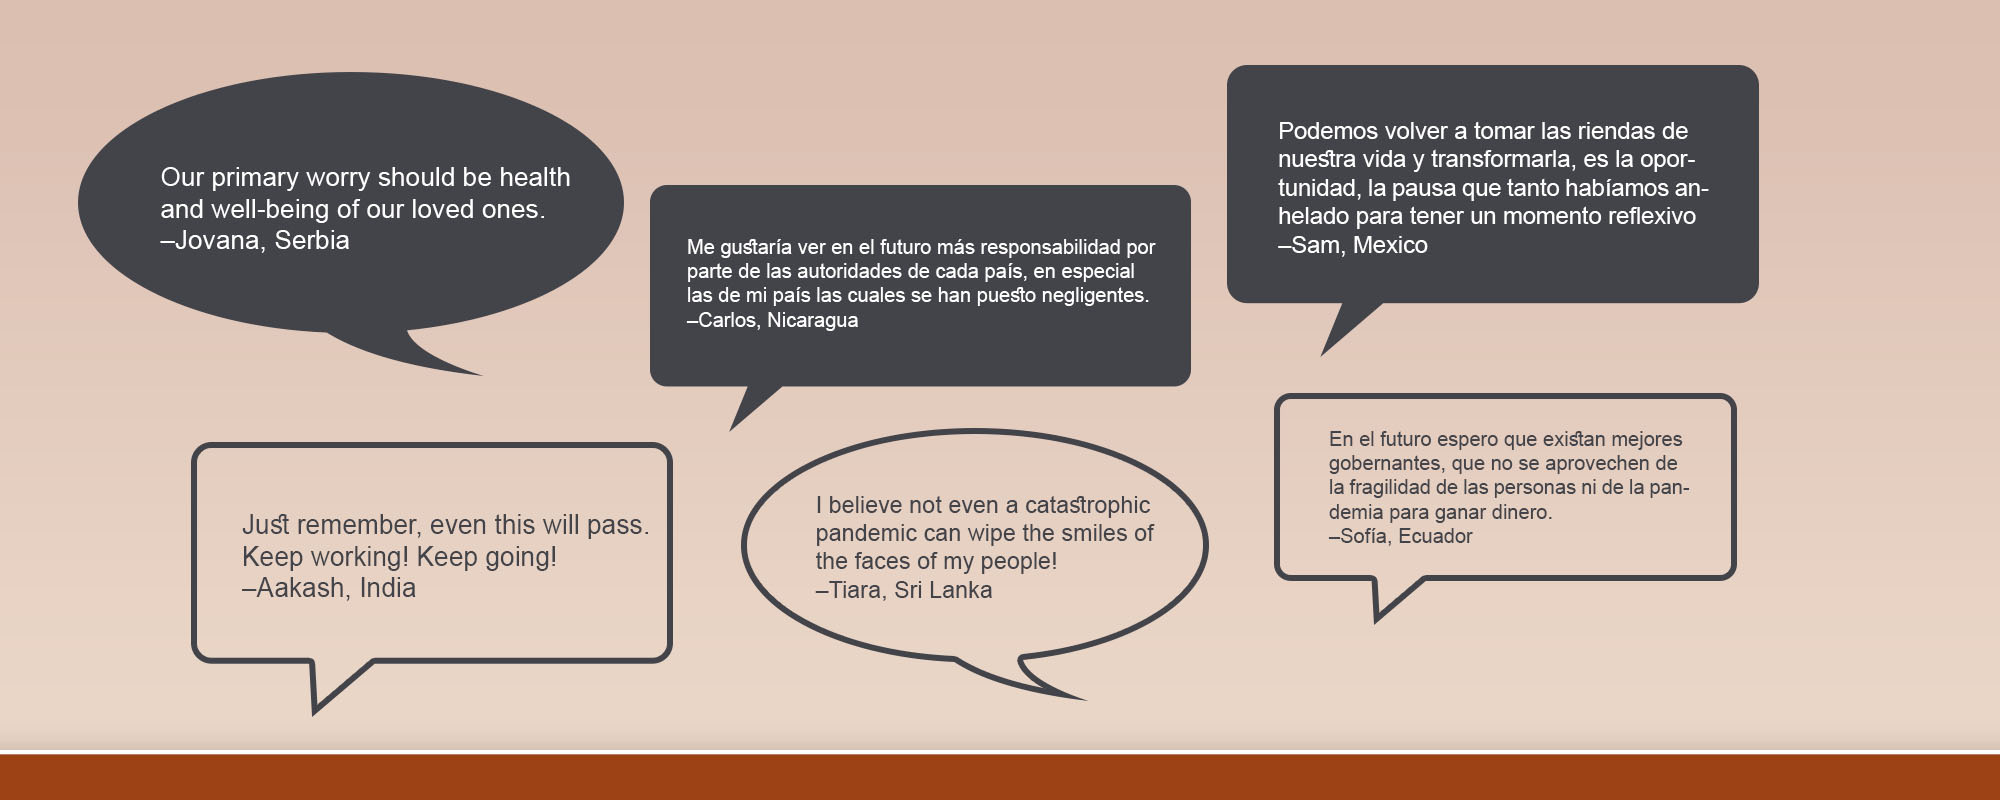 Our primary worry should be health
and well-being of our loved ones.
–Jovana, Serbia
Me gustaría ver en el futuro más responsabilidad por
parte de las autoridades de cada país, en especial
las de mi país las cuales se han puesto negligentes.
–Carlos, Nicaragua
Podemos volver a tomar las riendas de
nuestra vida y transformarla, es la opor-
tunidad, la pausa que tanto habíamos an-
helado para tener un momento reflexivo
–Sam, Mexico
Just remember, even this will pass.
Keep working! Keep going!
–Aakash, India
I believe not even a catastrophic
pandemic can wipe the smiles of
the faces of my people!
–Tiara, Sri Lanka
En el futuro espero que existan mejores
gobernantes, que no se aprovechen de
la fragilidad de las personas ni de la pan-
demia para ganar dinero.
–Sofía, Ecuador